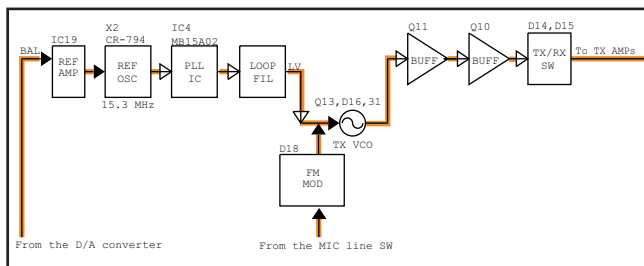 Q11
Q10
D14,D15
X2
IC4
IC19
CR-794
MB15A02
BAL
REF
AMP
REF
OSC
PLL
IC
LOOP
FIL
LV
BUFF
BUFF
TX/RX
SW
To TX AMPs
15.3 MHz
Q13,D16,31
TX VCO
D18
FM
MOD
From the D/A converter
From the MIC line SW